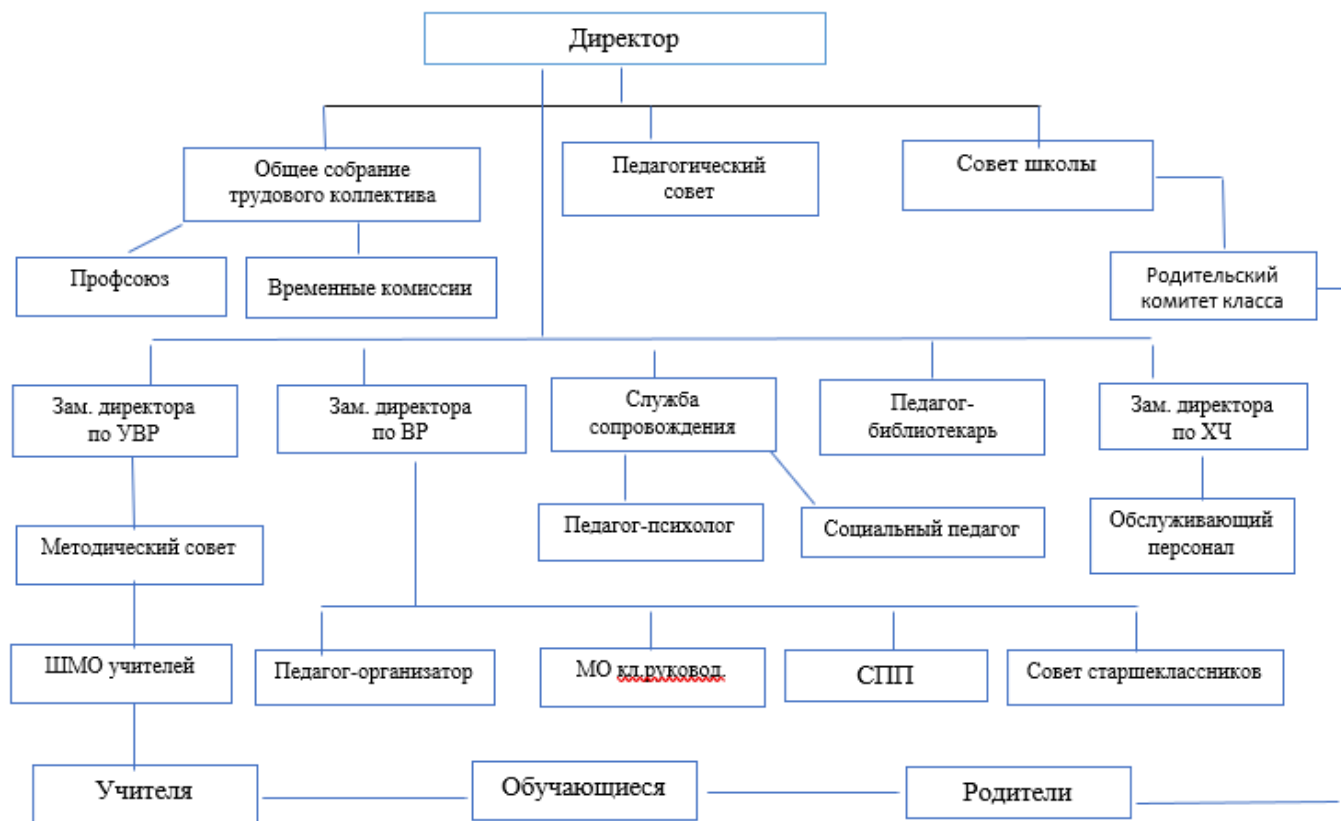 Директор
Общее собрание
трудового коллектива
Педагогический
совет
Совет школы
Профсоюз
Временные комиссии
Родительский
комитет класса
Зам. директора
по УВР
Зам. директора
по ВР
Служба
сопровождения
Педагог-
библиотекарь
Зам. директора
по ХЧ
Педагог-психолог
Социальный педагог
Обслуживающий
персонал
Методический совет
ШМО учителей
Педагог-организатор
МО кл.руковод.
СПП
Совет старшеклассников
Учителя
Обучающиеся
Родители